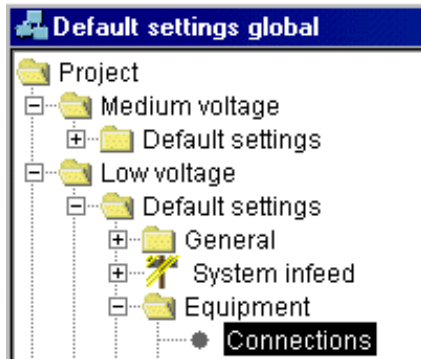 Default settings global
Project
Medium voltage
Default settings
Low voltage
Default settings
General
System infeed
Equipment
Connections